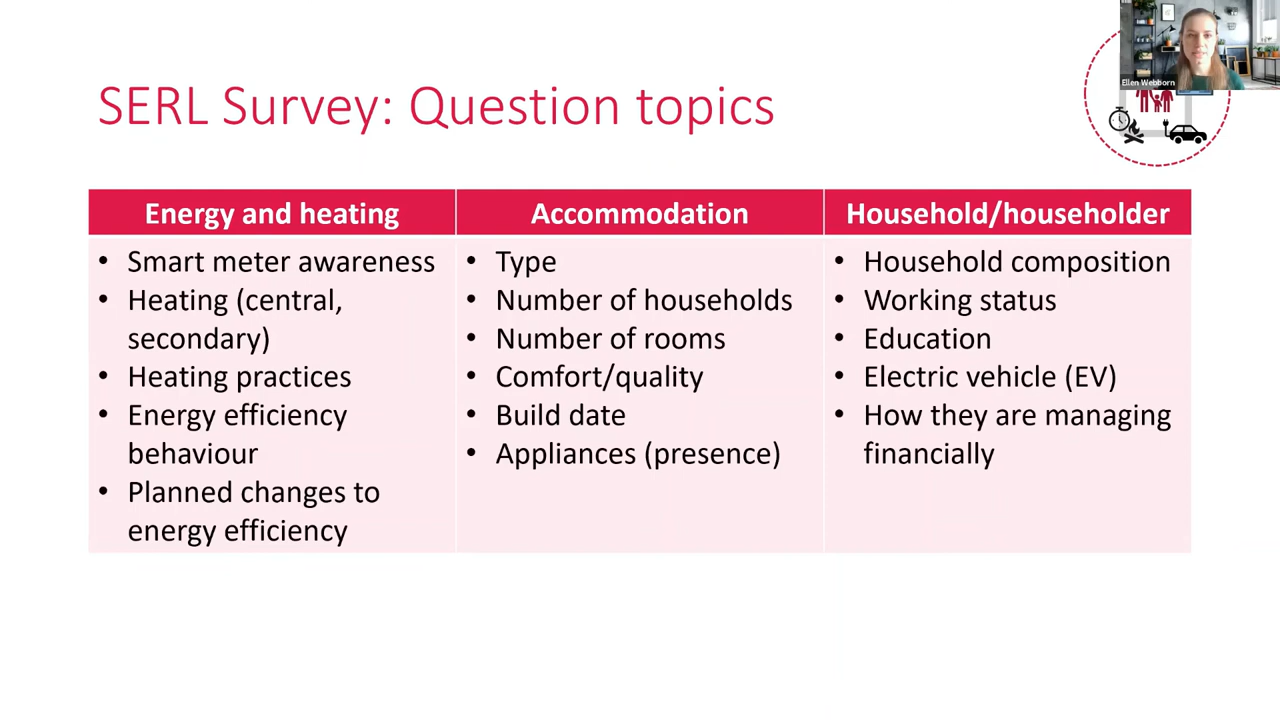 Ellen Webborn
SERL Survey: Question topics
Energy and heating
• Smart meter awareness
• Heating (central,
secondary)
• Heating practices
• Energy efficiency
behaviour
• Planned changes to
energy efficiency
Accommodation
• Type
• Number of households
• Number of rooms
• Comfort/quality
• Build date
• Appliances (presence)
Household/householder
• Household composition
• Working status
• Education
• Electric vehicle (EV)
• How they are managing
financially